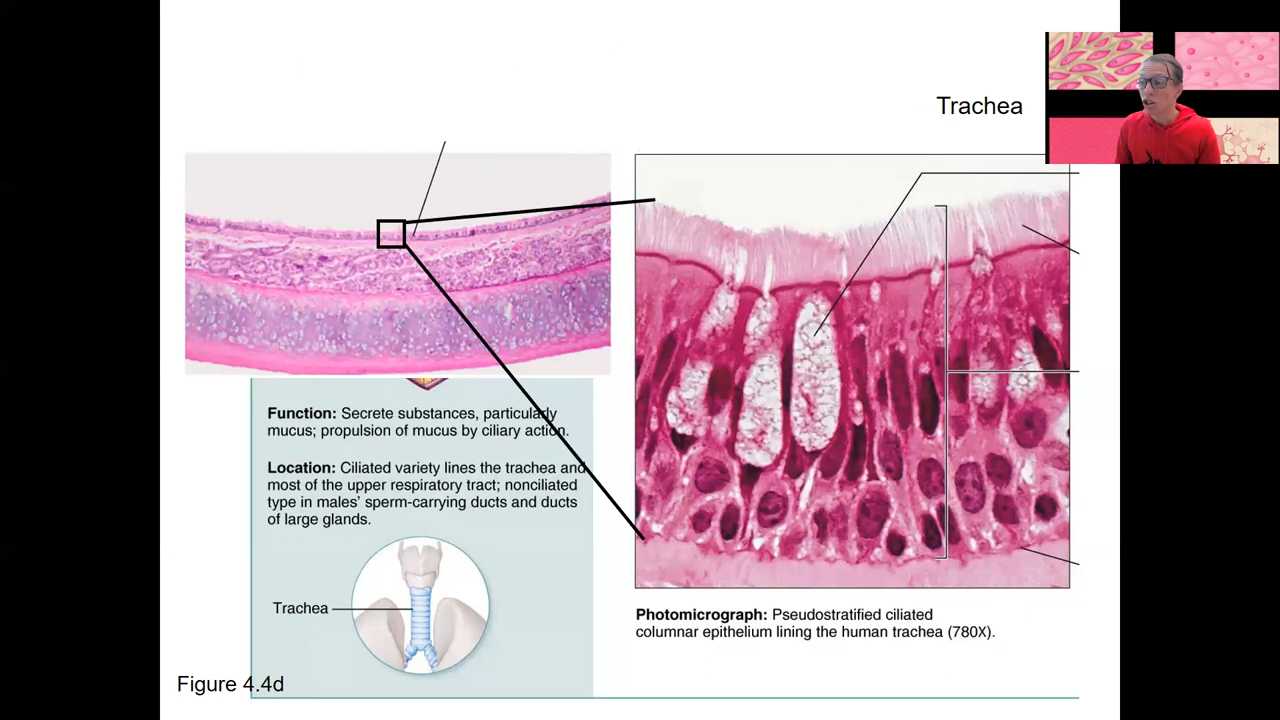 Trachea
Function: Secrete substances, particularly
mucus; propulsion of mucus by ciliary action.
Location: Ciliated variety lines the trachea and
most of the upper respiratory tract; nonciliated
type in males’ sperm-carrying ducts and ducts
of large glands.
Trachea
Figure 4.4d
Photomicrograph: Pseudostratified ciliated
columnar epithelium lining the human trachea (780X).